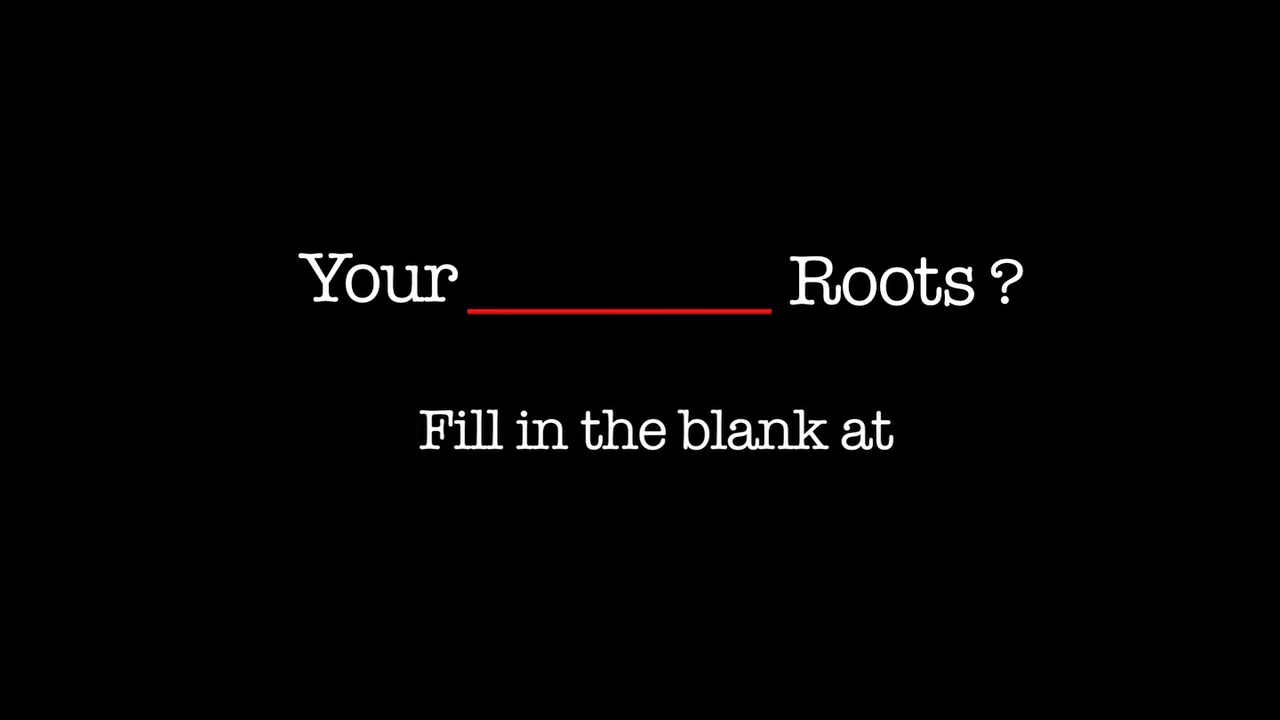 Your ________ Roots ?
Fill in the blank at